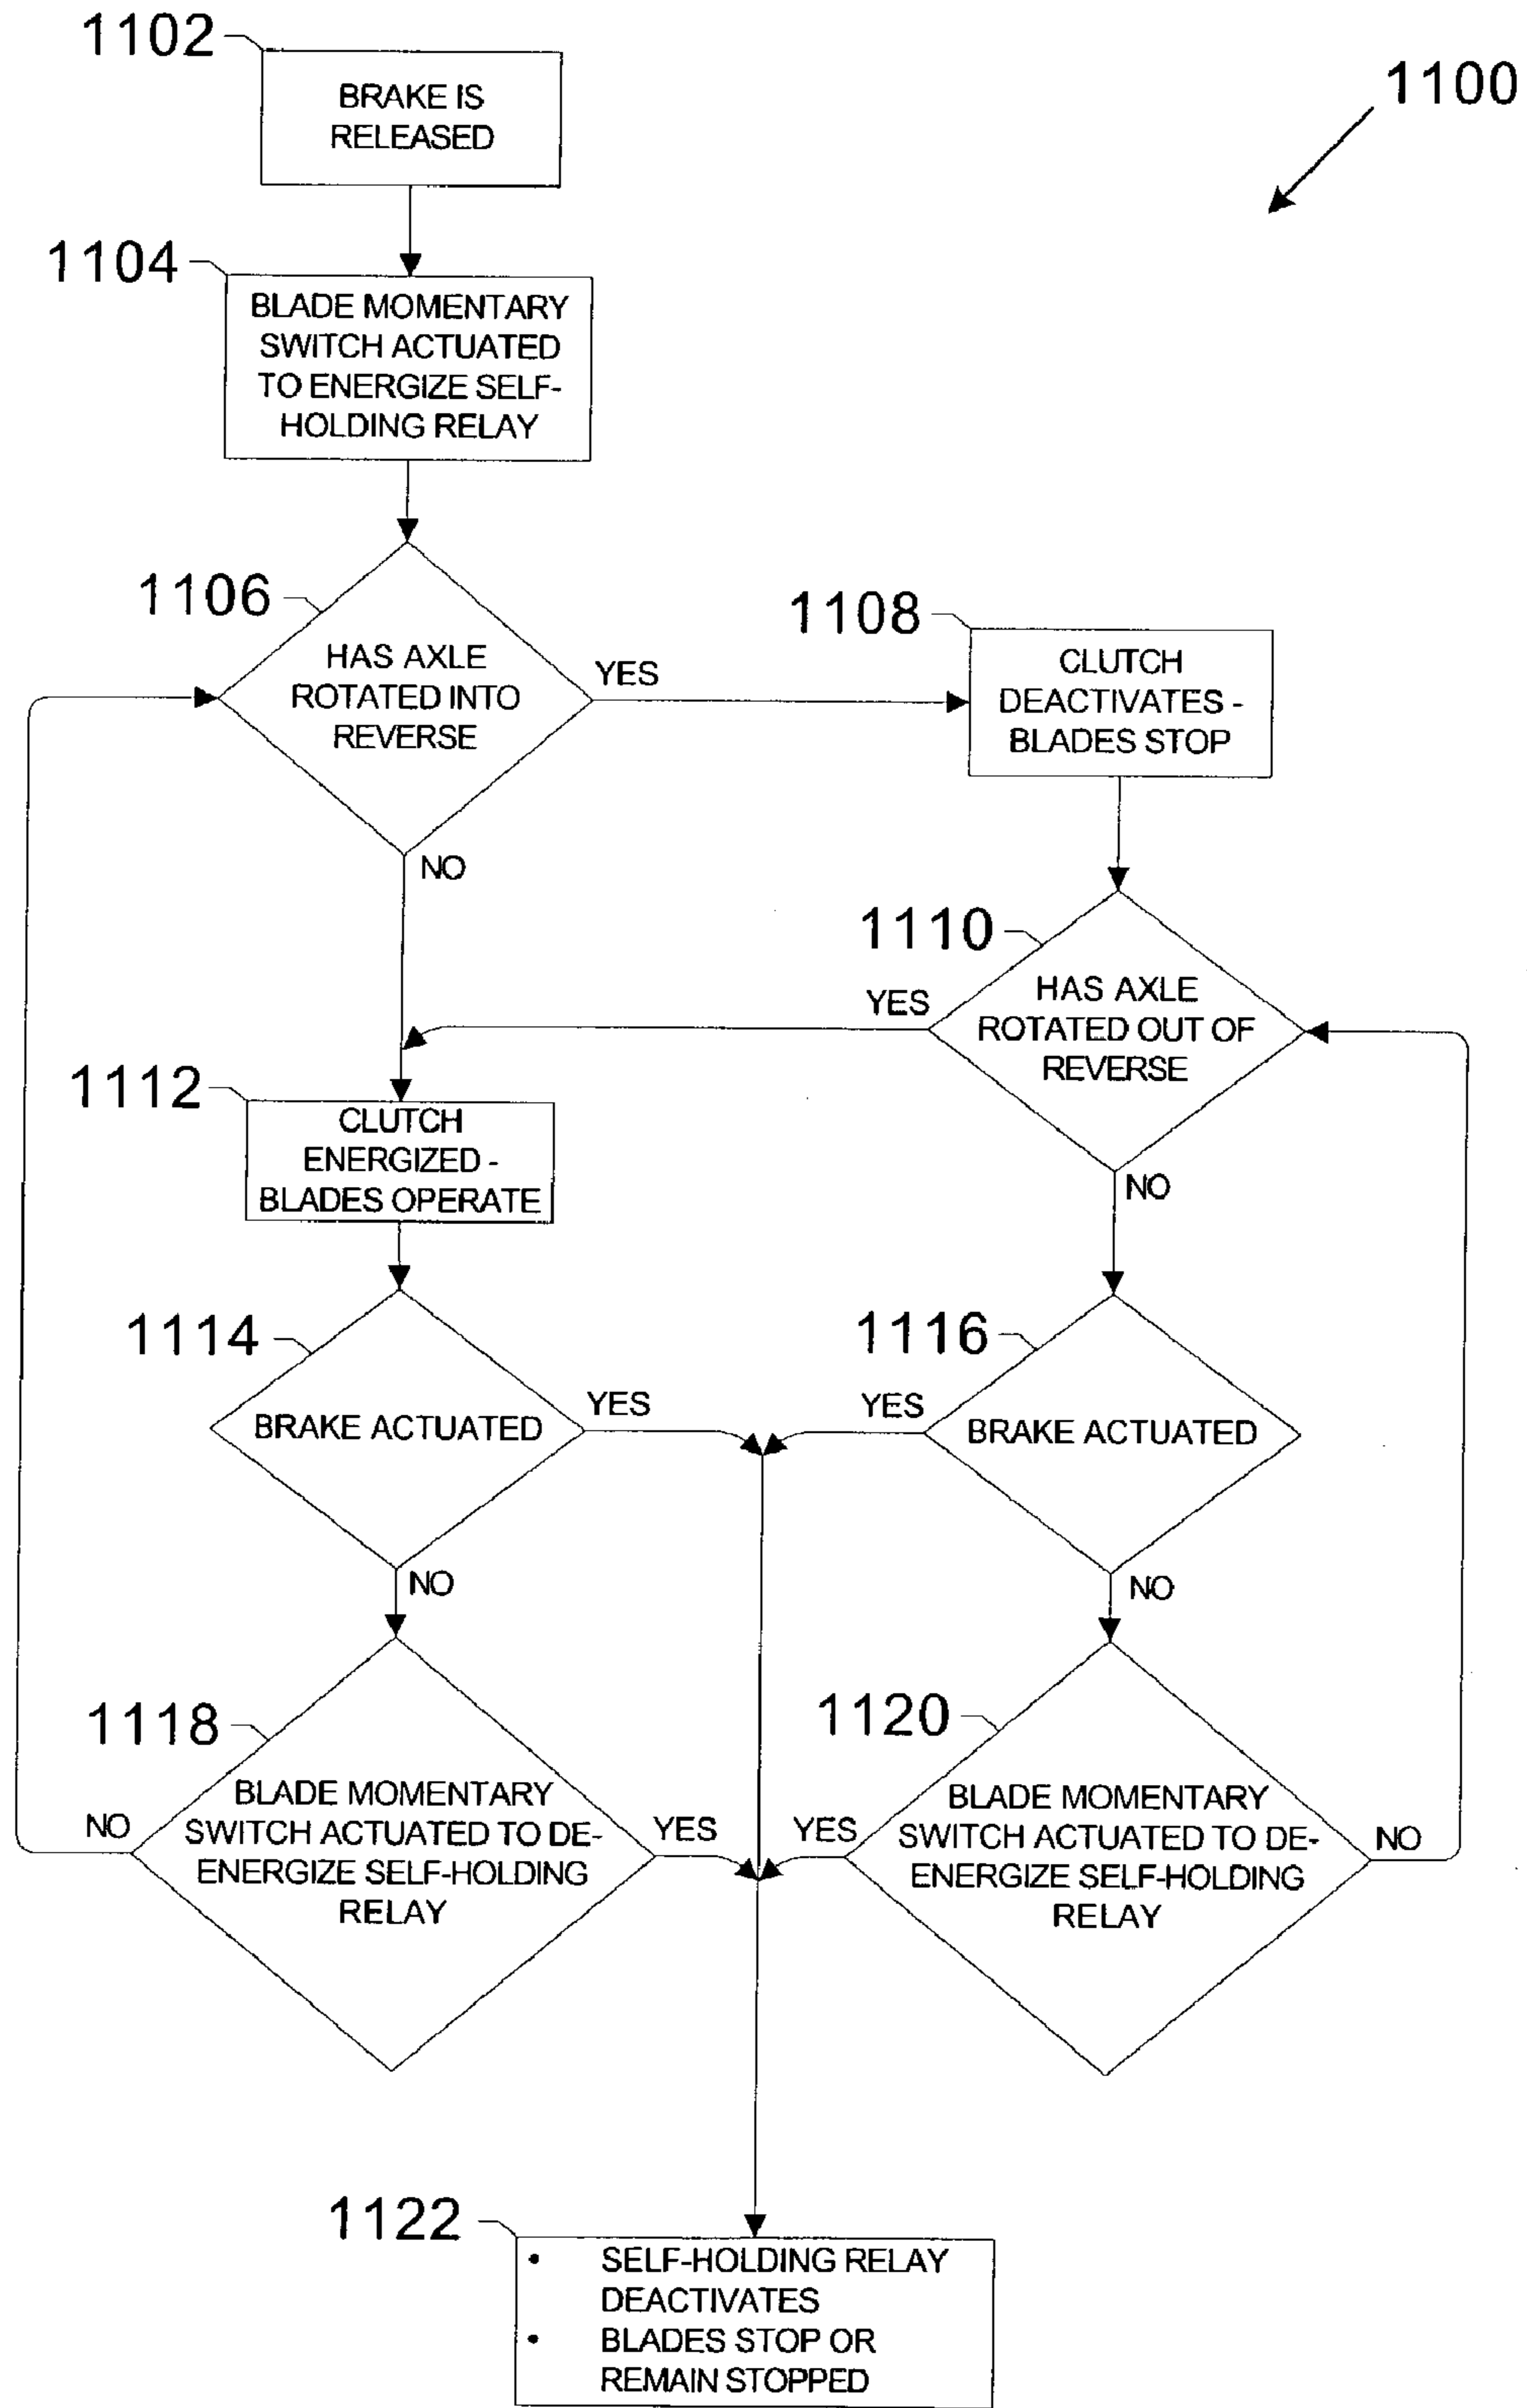 1102
BRAKE IS
RELEASED
1100
1104
BLADE MOMENTARY
SWITCH ACTUATED
TO ENERGIZE SELF-
HOLDING RELAY
1106
HAS AXLE
ROTATED INTO
REVERSE
YES
NO
1108
CLUTCH
DEACTIVATES -
BLADES STOP
1110
HAS AXLE
ROTATED OUT OF
REVERSE
YES
NO
1112
CLUTCH
ENERGIZED -
BLADES OPERATE
1114
BRAKE ACTUATED
YES
NO
1116
BRAKE ACTUATED
YES
NO
1118
BLADE MOMENTARY
SWITCH ACTUATED TO DE-
ENERGIZE SELF-HOLDING
RELAY
NO
YES
1120
BLADE MOMENTARY
SWITCH ACTUATED TO DE-
ENERGIZE SELF-HOLDING
RELAY
YES
NO
1122
• SELF-HOLDING RELAY
DEACTIVATES
• BLADES STOP OR
REMAIN STOPPED